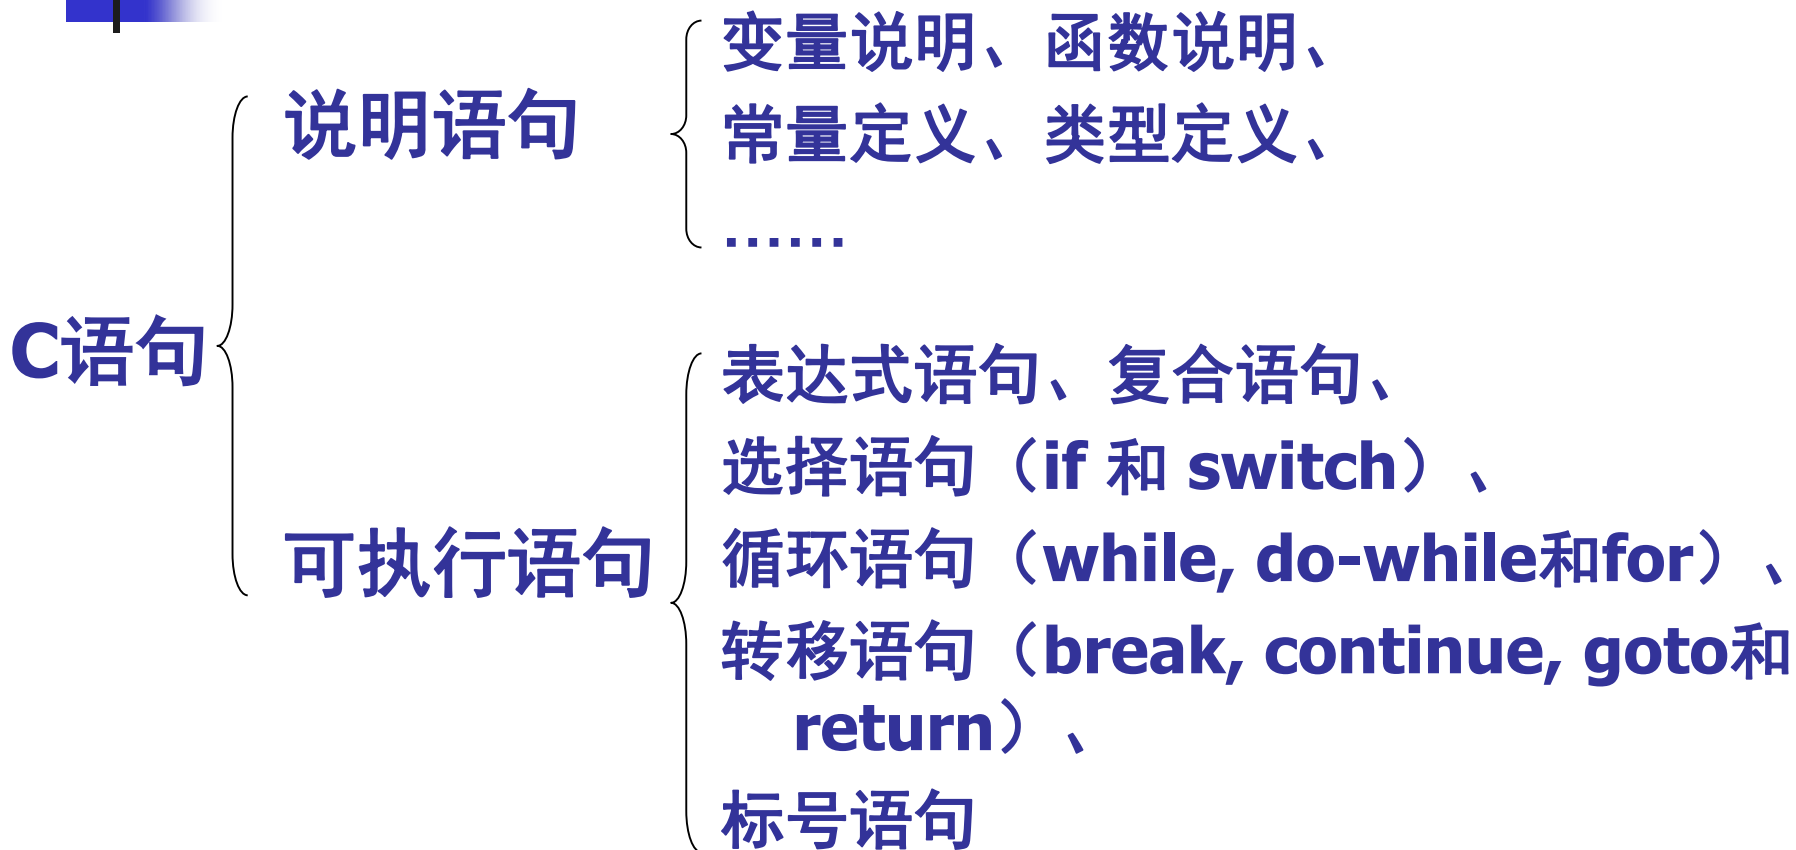 C语句
说明语句
变量说明、函数说明、
常量定义、类型定义、
……
可执行语句
表达式语句、复合语句、
选择语句（if 和 switch）、
循环语句（while, do-while和for）、
转移语句（break, continue, goto和
return）、
标号语句